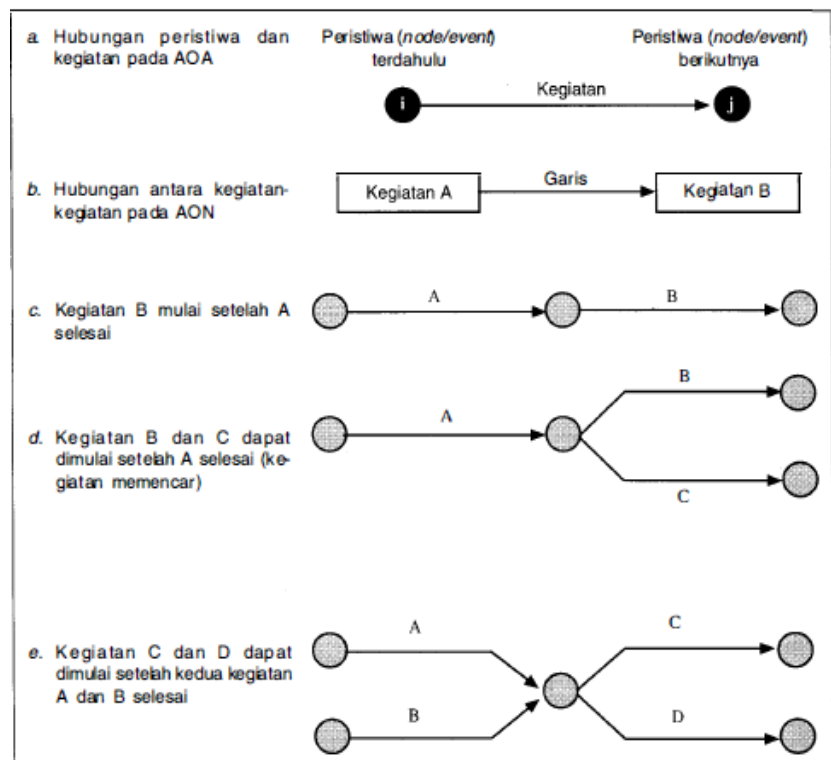 a. Hubungan peristiwa dan
kegiatan pada AOA
Peristiwa (node/event)
terdahulu
Peristiwa (node/event)
berikutnya
i
Kegiatan
j
b. Hubungan antara kegiatan-
kegiatan pada AON
Kegiatan A
Garis
Kegiatan B
c. Kegiatan B mulai setelah A
selesai
A
B
d. Kegiatan B dan C dapat
dimulai setelah A selesai (ke-
giatan memencar)
A
B
C
e. Kegiatan C dan D dapat
dimulai setelah kedua kegiatan
A dan B selesai
A
B
C
D